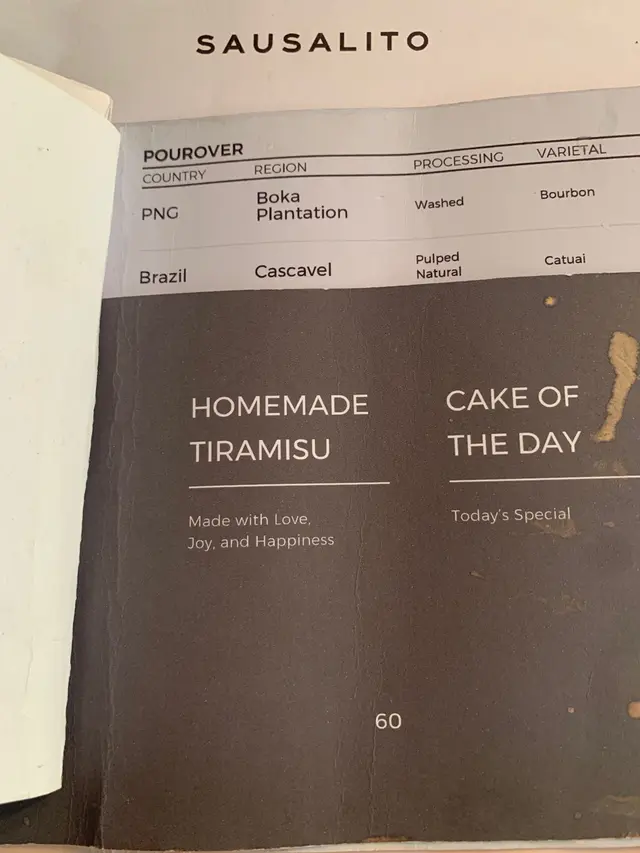 SAUSALITO
POUROVER
COUNTRY REGION PROCESSING VARIETAL
PNG Boka Plantation Washed Bourbon
Brazil Cascavel Pulped Natural Catuai
HOMEMADE
TIRAMISU
Made with Love,
Joy, and Happiness
CAKE OF
THE DAY
Today's Special
60